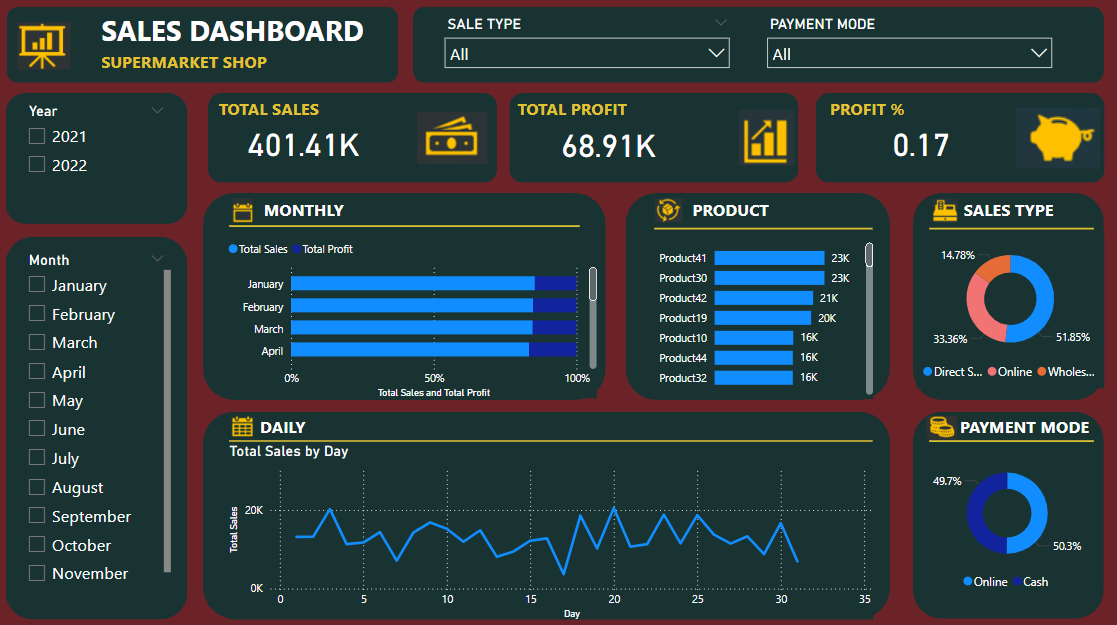 SALES DASHBOARD
SUPERMARKET SHOP
SALE TYPE
All
PAYMENT MODE
All
Year
2021
2022
TOTAL SALES
401.41K
TOTAL PROFIT
68.91K
PROFIT %
0.17
Month
January
February
March
April
May
June
July
August
September
October
November
MONTHLY
Total Sales Total Profit
January
February
March
April
0% 50% 100%
Total Sales and Total Profit
PRODUCT
Product41 23K
Product30 23K
Product42 21K
Product19 20K
Product10 16K
Product44 16K
Product32 16K
SALES TYPE
14.78%
33.36%
51.85%
Direct S... Online Wholes...
DAILY
Total Sales by Day
Total Sales
20K
0K
0 5 10 15 20 25 30 35
Day
PAYMENT MODE
49.7%
50.3%
Online Cash